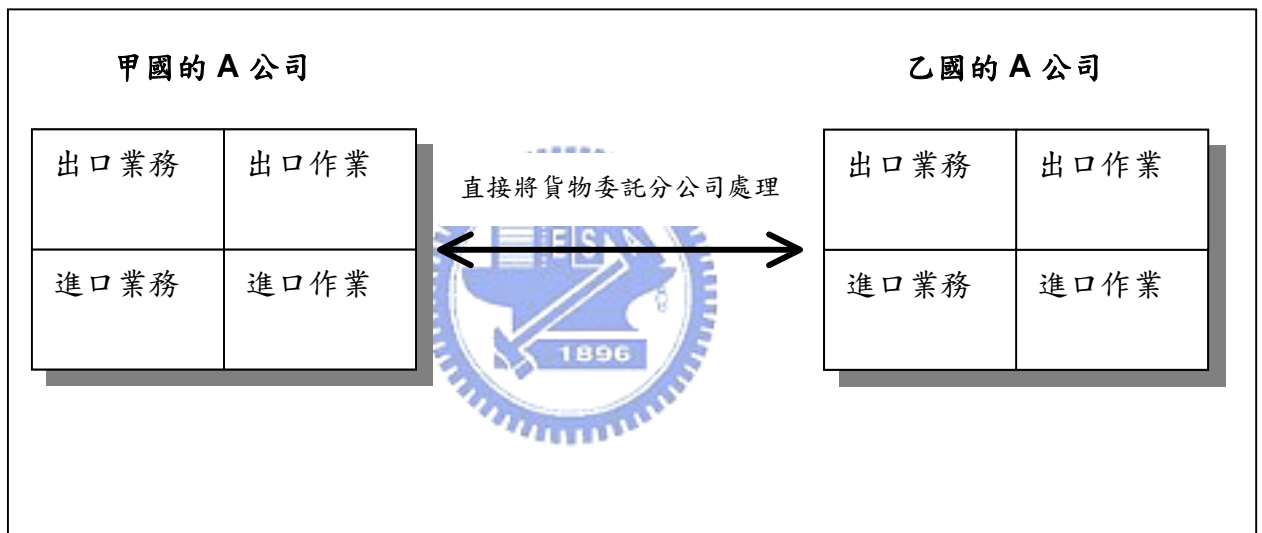 甲國的 A 公司
乙國的 A 公司
出口業務
出口作業
進口業務
進口作業
直接將貨物委託分公司處理
ESA
1896
出口業務
出口作業
進口業務
進口作業